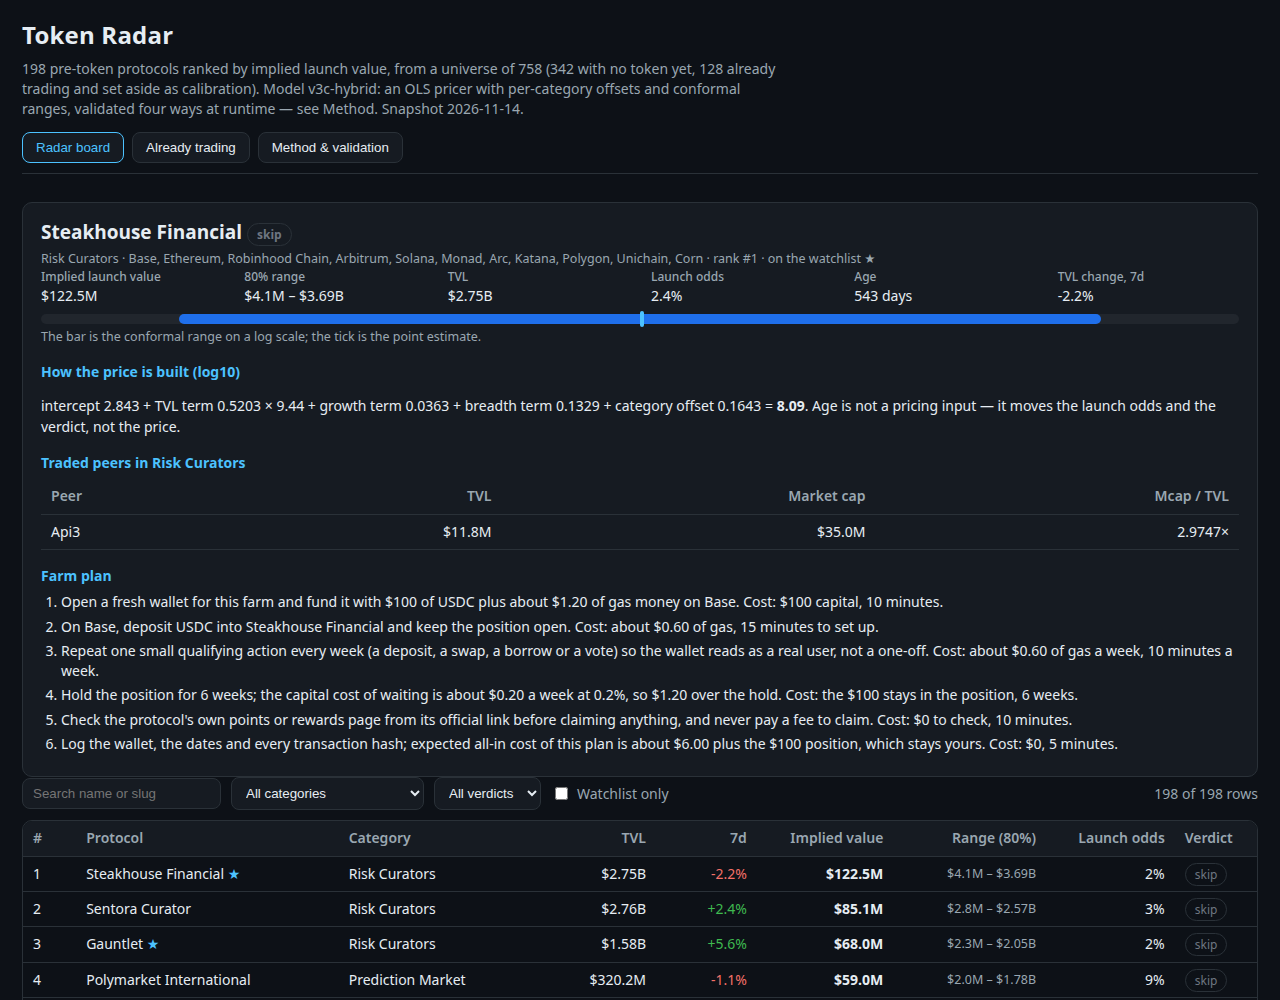 Token Radar
198 pre-token protocols ranked by implied launch value, from a universe of 758 (342 with no token yet, 128 already
trading and set aside as calibration). Model v3c-hybrid: an OLS pricer with per-category offsets and conformal
ranges, validated four ways at runtime — see Method. Snapshot 2026-11-14.
Radar board Already trading Method & validation
Steakhouse Financial skip
Risk Curators · Base, Ethereum, Robinhood Chain, Arbitrum, Solana, Monad, Arc, Katana, Polygon, Unichain, Corn · rank #1 · on the watchlist ★
Implied launch value 80% range TVL Launch odds Age TVL change, 7d
$122.5M $4.1M – $3.69B $2.75B 2.4% 543 days -2.2%
The bar is the conformal range on a log scale; the tick is the point estimate.
How the price is built (log10)
intercept 2.843 + TVL term 0.5203 × 9.44 + growth term 0.0363 + breadth term 0.1329 + category offset 0.1643 = 8.09. Age is not a pricing input — it moves the launch odds and the
verdict, not the price.
Traded peers in Risk Curators
Peer TVL Market cap Mcap / TVL
Api3 $11.8M $35.0M 2.9747×
Farm plan
1. Open a fresh wallet for this farm and fund it with $100 of USDC plus about $1.20 of gas money on Base. Cost: $100 capital, 10 minutes.
2. On Base, deposit USDC into Steakhouse Financial and keep the position open. Cost: about $0.60 of gas, 15 minutes to set up.
3. Repeat one small qualifying action every week (a deposit, a swap, a borrow or a vote) so the wallet reads as a real user, not a one-off. Cost: about $0.60 of gas a week, 10 minutes a
week.
4. Hold the position for 6 weeks; the capital cost of waiting is about $0.20 a week at 0.2%, so $1.20 over the hold. Cost: the $100 stays in the position, 6 weeks.
5. Check the protocol's own points or rewards page from its official link before claiming anything, and never pay a fee to claim. Cost: $0 to check, 10 minutes.
6. Log the wallet, the dates and every transaction hash; expected all-in cost of this plan is about $6.00 plus the $100 position, which stays yours. Cost: $0, 5 minutes.
Search name or slug All categories All verdicts Watchlist only 198 of 198 rows
# Protocol Category TVL 7d Implied value Range (80%) Launch odds Verdict
1 Steakhouse Financial ★ Risk Curators $2.75B -2.2% $122.5M $4.1M – $3.69B 2% skip
2 Sentora Curator Risk Curators $2.76B +2.4% $85.1M $2.8M – $2.57B 3% skip
3 Gauntlet ★ Risk Curators $1.58B +5.6% $68.0M $2.3M – $2.05B 2% skip
4 Polymarket International Prediction Market $320.2M -1.1% $59.0M $2.0M – $1.78B 9% skip